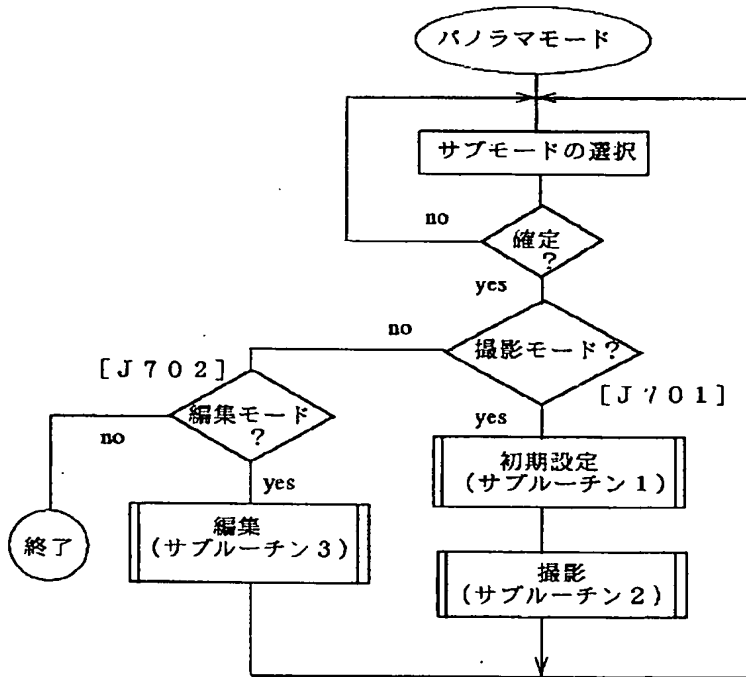 パノラマモード
サブモードの選択
no
確定
?
yes
no
撮影モード?
[J702]
[J701]
編集モード
?
no
yes
yes
初期設定
(サブルーチン1)
編集
(サブルーチン3)
終了
撮影
(サブルーチン2)